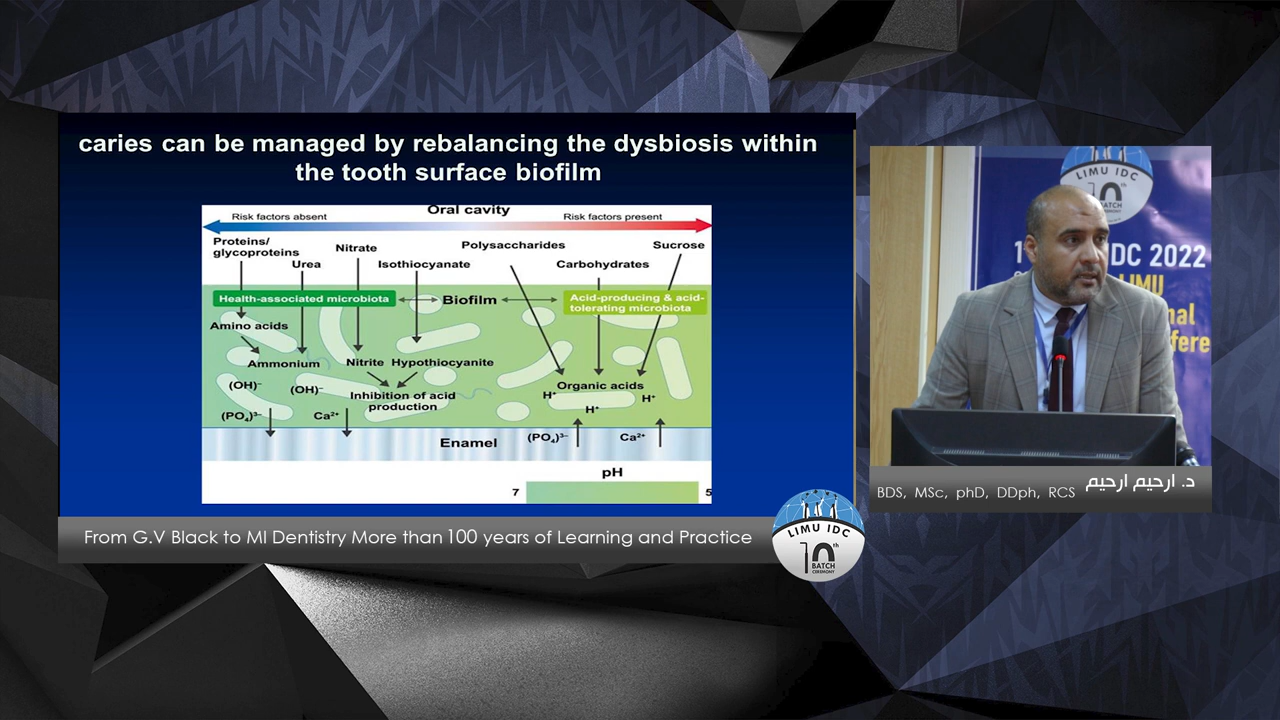 caries can be managed by rebalancing the dysbiosis within
the tooth surface biofilm
Oral cavity
Risk factors absent
Risk factors present
Proteins/
glycoproteins
Urea
Nitrate
Isothiocyanate
Polysaccharides
Carbohydrates
Sucrose
Health-associated microbiota
Biofilm
Acid-producing & acid-
tolerating microbiota
Amino acids
Ammonium
Nitrite
Hypothiocyanite
Organic acids
(OH)⁻
(OH)⁻
Inhibition of acid
production
H⁺
H⁺
H⁺
(PO₄)³⁻
Ca²⁺
Enamel
(PO₄)³⁻
Ca²⁺
pH
7
5
From G.V Black to MI Dentistry More than 100 years of Learning and Practice
LIMU IDC
10th
BATCH
CEREMONY
LIMU IDC
10th
BATCH
CEREMONY
IDC 2022
LIMU
د. ارحيم ارحيم
BDS, MSc, phD, DDph, RCS